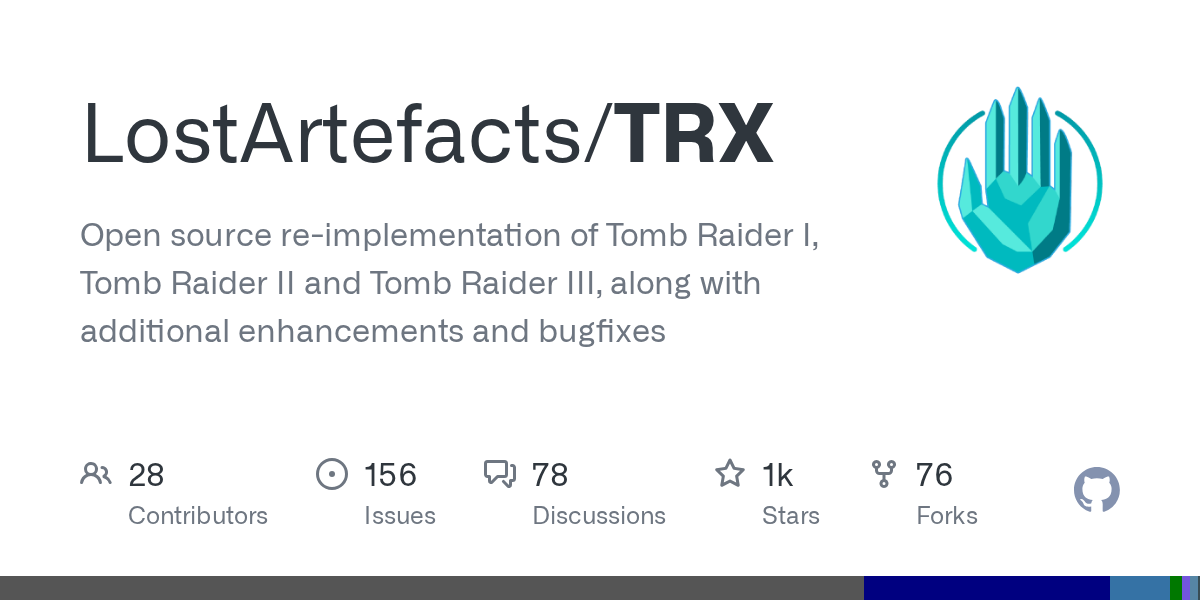 LostArtefacts/TRX
Open source re-implementation of Tomb Raider I,
Tomb Raider II and Tomb Raider III, along with
additional enhancements and bugfixes
28 156 78 1k 76
Contributors Issues Discussions Stars Forks